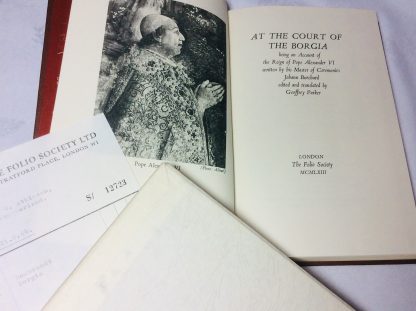 AT THE COURT OF
THE BORGIA
being an Account of
the Reign of Pope Alexander VI
written by his Master of Ceremonies
Johann Burchard
edited and translated by
Geoffrey Parker
LONDON
The Folio Society
MCMLXIII
Pope Alex
VI
E FOLIO SOCIETY LTD
STRATFORD PLACE, LONDON W1
S/ 12723